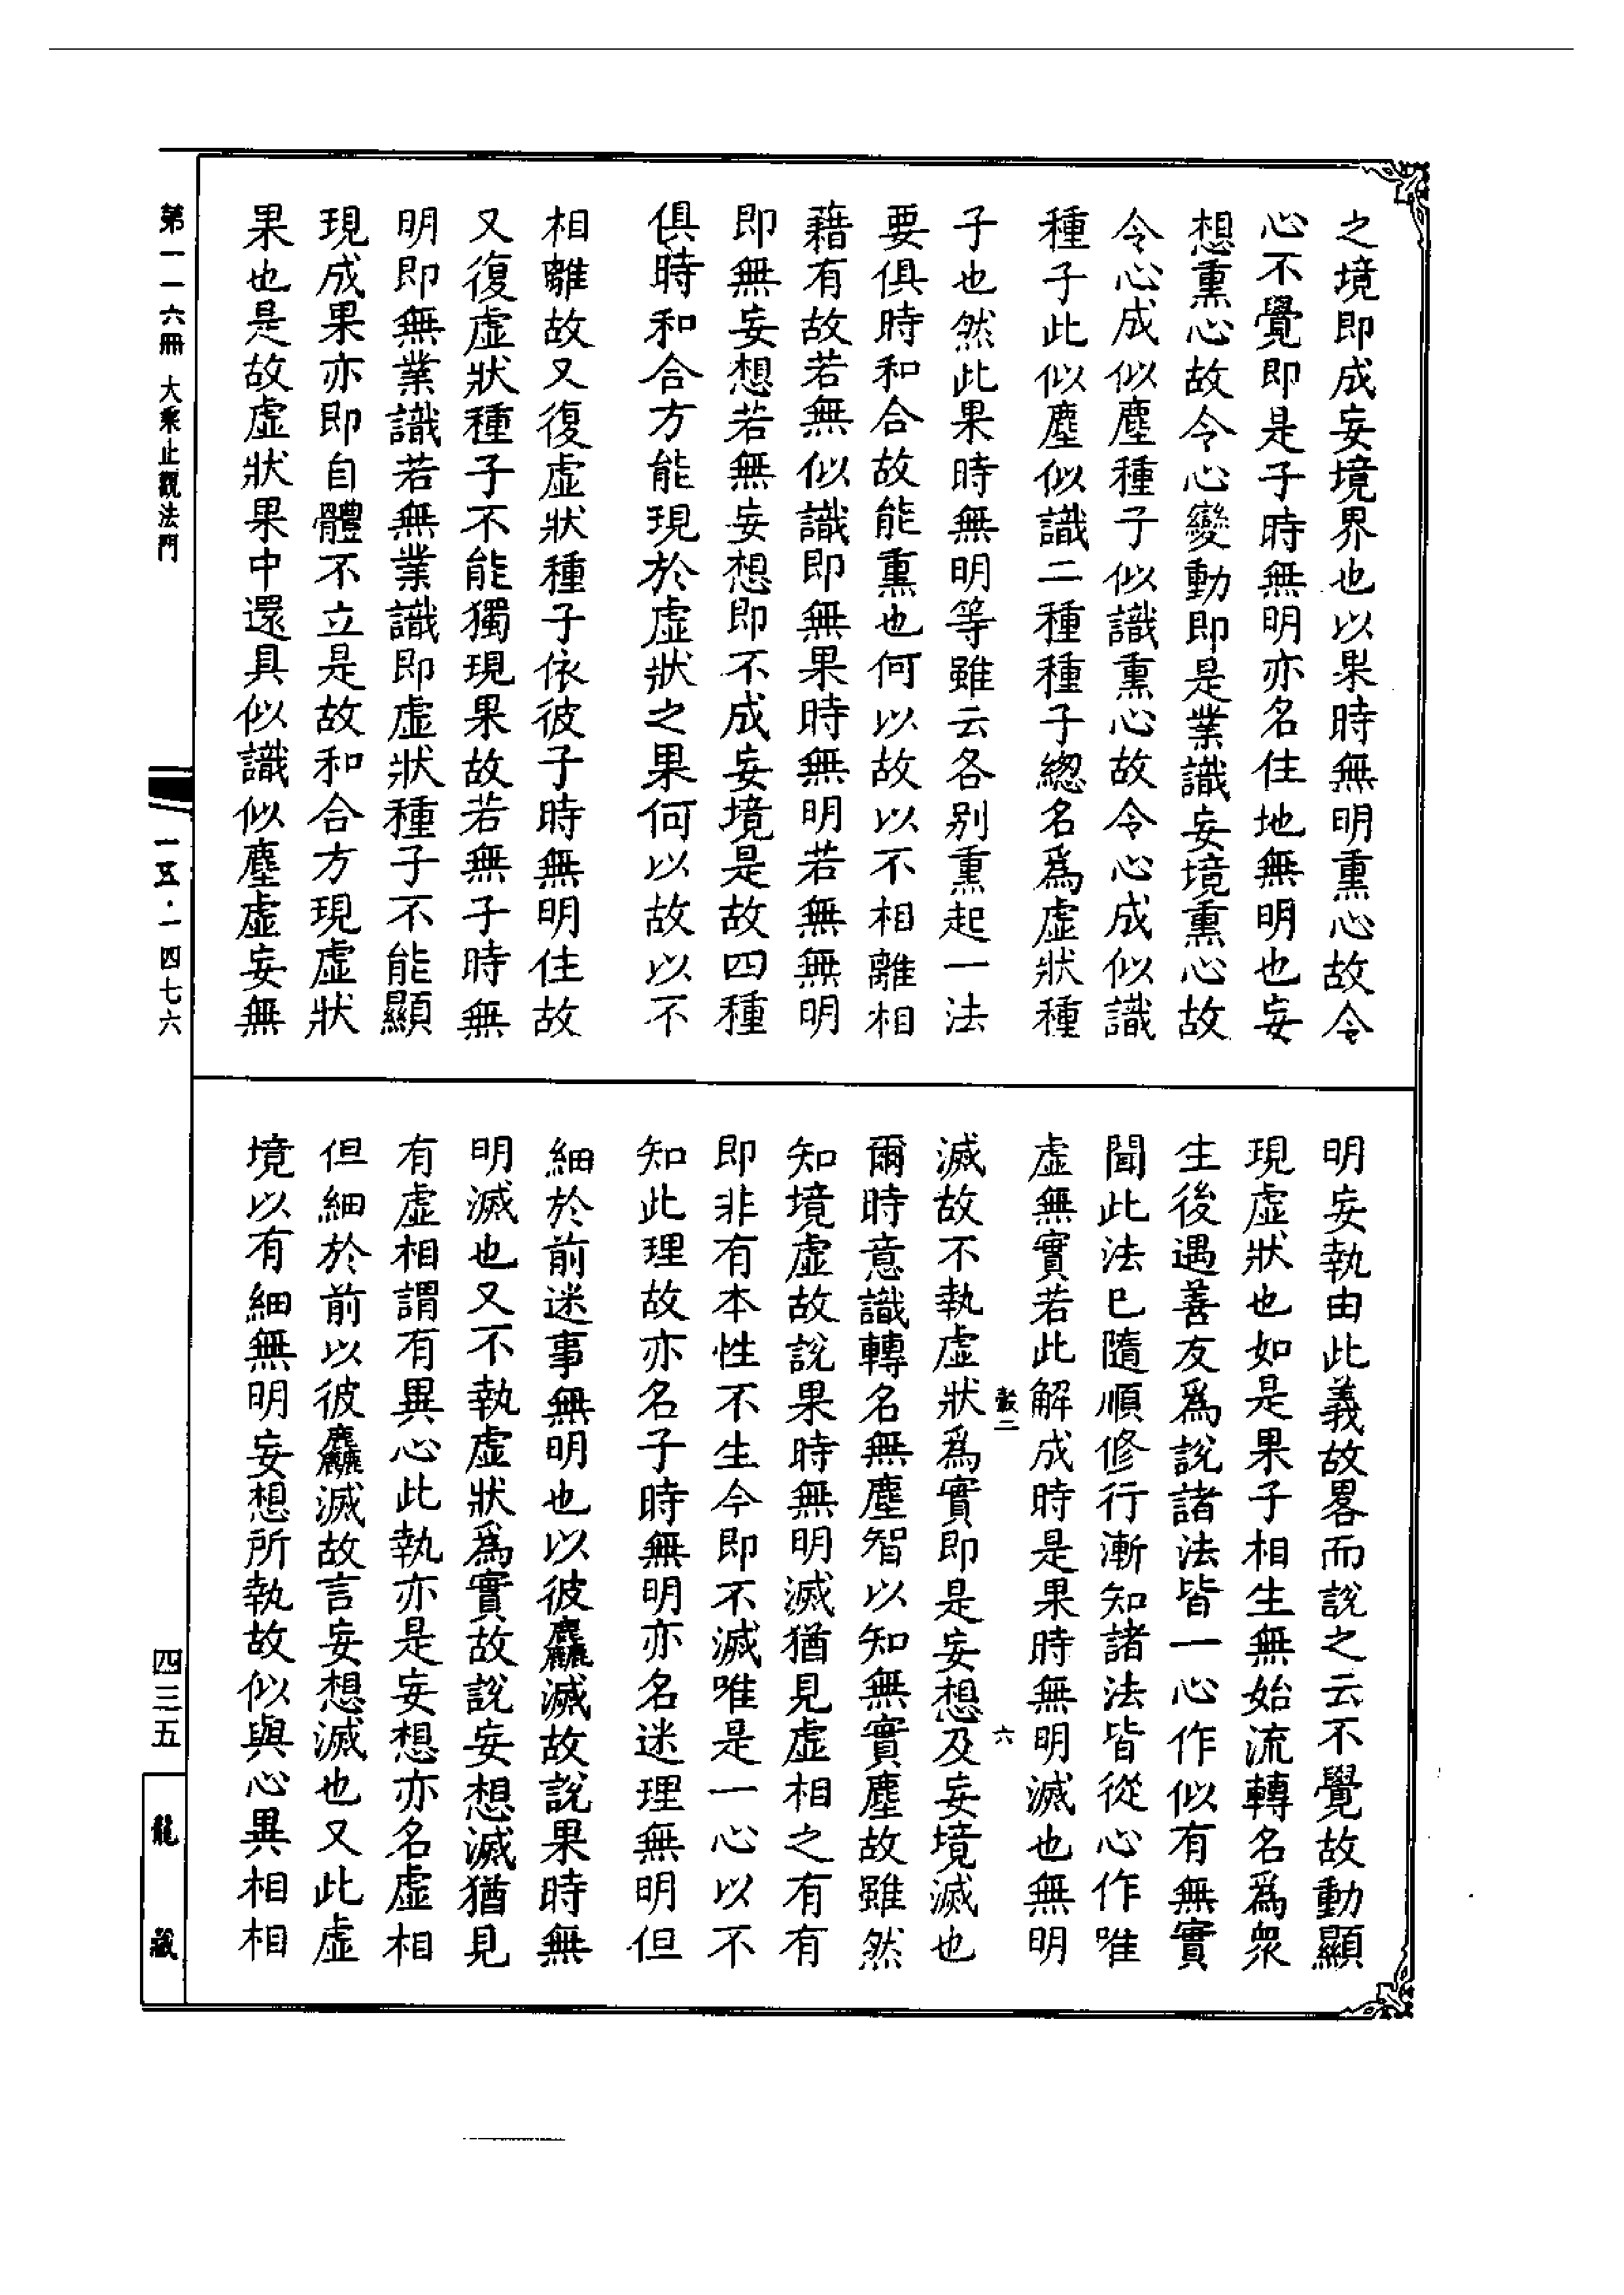 之境即成妄境界也以果時無明熏心故令
心不覺即是子時無明亦名住地無明也妄
想熏心故令心變動即是業識妄境熏心故
令心成似塵種子似識熏心故令心成似識
種子此似塵似識二種種子緫名爲虛狀種
子也然此果時無明等雖云各别熏起一法
要俱時和合故能熏也何以故以不相離相
藉有故若無似識即無果時無明若無無明
即無妄想若無妄想即不成妄境是故四種
俱時和合方能現於虛狀之果何以故以不
相離故又復虛狀種子依彼子時無明住故
又復虛狀種子不能獨現果故若無子時無
明即無業識若無業識即虛狀種子不能顯
現成果亦即自體不立是故和合方現虛狀
果也是故虛狀果中還具似識似塵虛妄無
明妄執由此義故畧而説之云不覺故動顯
現虛狀也如是果子相生無始流轉名爲衆
生後遇善友爲説諸法皆一心作似有無實
聞此法已隨順修行漸知諸法皆從心作唯
虛無實若此解成時是果時無明滅也無明
數二 六
滅故不執虛狀爲實即是妄想及妄境滅也
爾時意識轉名無塵智以知無實塵故雖然
知境虛故説果時無明滅猶見虛相之有有
即非有本性不生今即不滅唯是一心以不
知此理故亦名子時無明亦名迷理無明但
細於前迷事無明也以彼麤滅故説果時無
明滅也又不執虛狀爲實故説妄想滅猶見
有虛相謂有異心此執亦是妄想亦名虛相
但細於前以彼麤滅故言妄想滅也又此虛
境以有細無明妄想所執故似與心異相相
第一一六冊 大乘止觀法門
一五·一四七六
四三五
龍藏